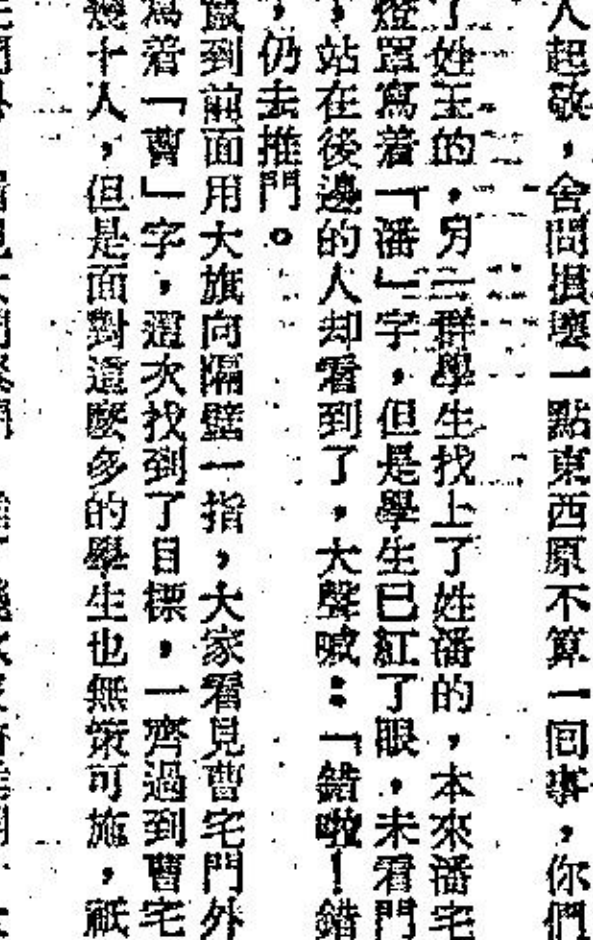 人起敬，舍間損壞一點東西原不算一回事，你們
了姓王的，另一群學生找上了姓潘的，本來潘宅
燈罩寫着「潘」字，但是學生已紅了眼，未看門
，站在後邊的人却看到了，大聲喊：「錯啦！錯
，仍去推門。
到前面用大旗向隔壁一指，大家看見曹宅門外
寫着「曹」字，這次找到了目標，一齊過到曹宅
幾十人，但是面對這麼多的學生也無策可施，祇